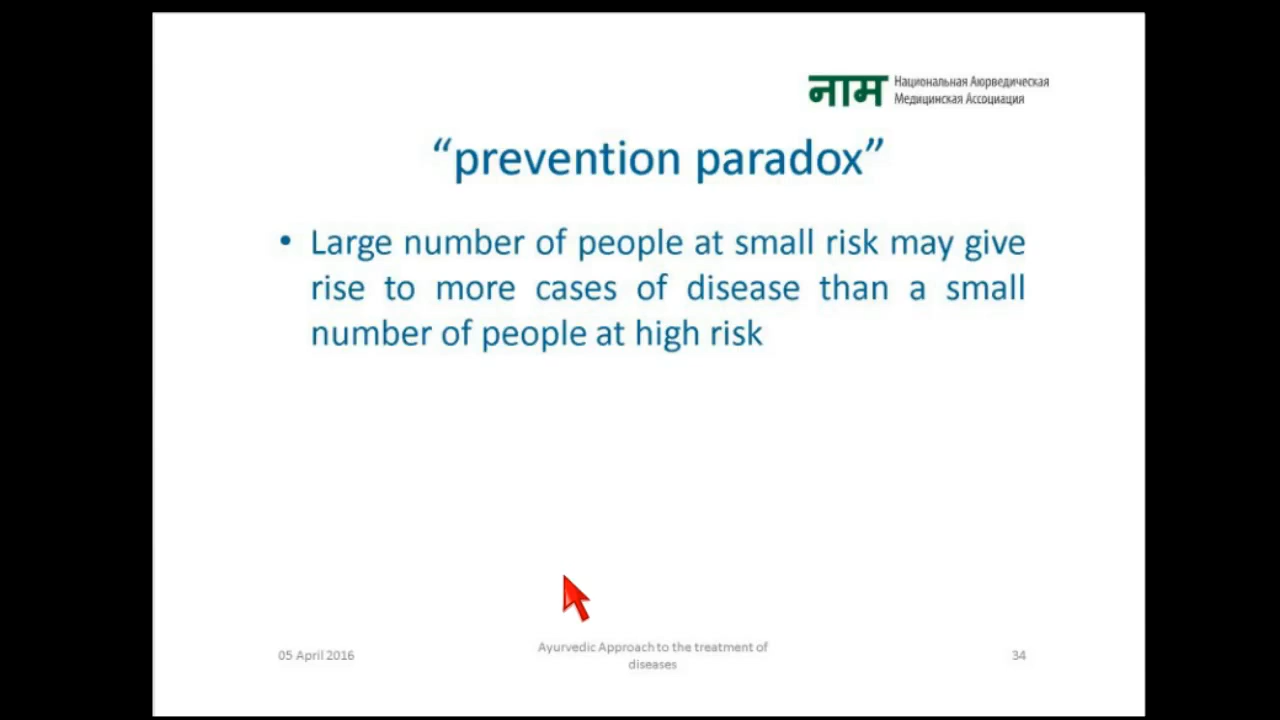 नाम
Национальная Аюрведическая
Медицинская Ассоциация
“prevention paradox”
• Large number of people at small risk may give
rise to more cases of disease than a small
number of people at high risk
05 April 2016
Ayurvedic Approach to the treatment of
diseases
34